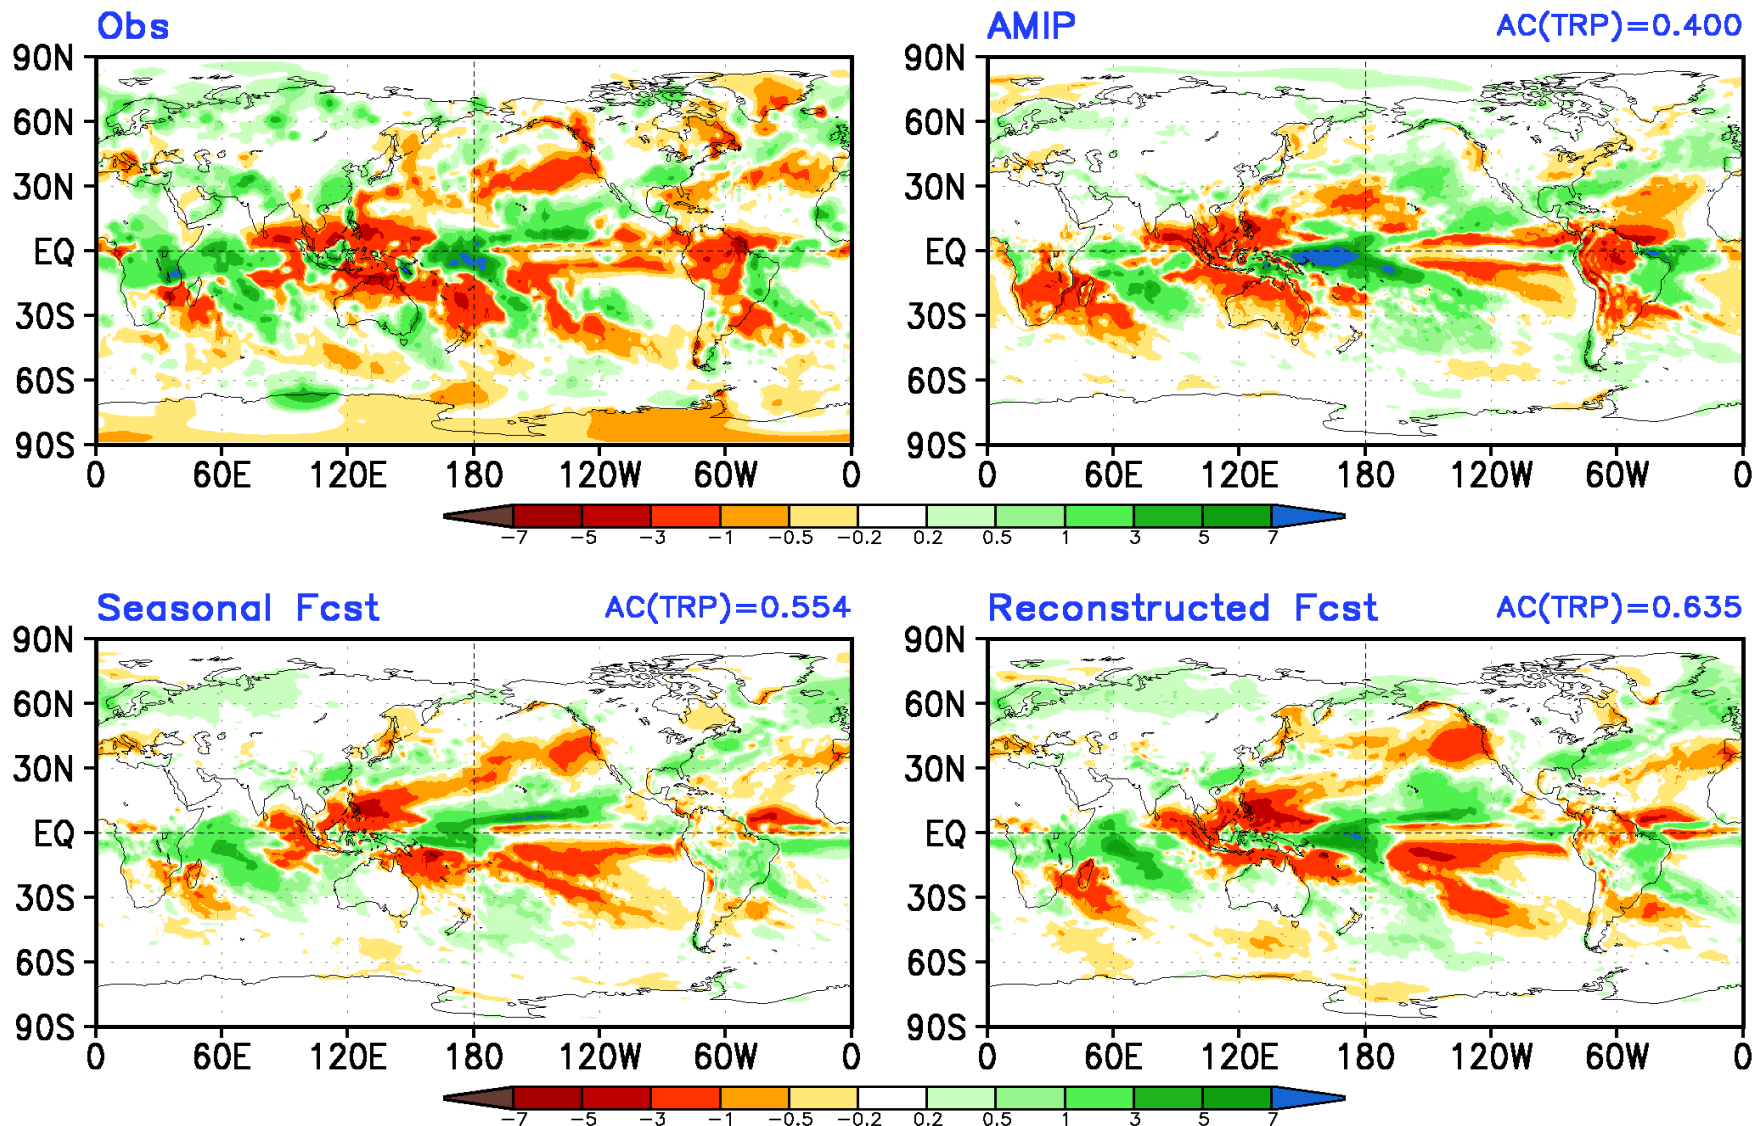 Obs
AMIP AC(TRP)=0.400
90N 90N
60N 60N
30N 30N
EQ EQ
30S 30S
60S 60S
90S 90S
0 60E 120E 180 120W 60W 0 0 60E 120E 180 120W 60W 0
-7 -5 -3 -1 -0.5 -0.2 0.2 0.5 1 3 5 7
Seasonal Fcst AC(TRP)=0.554
Reconstructed Fcst AC(TRP)=0.635
90N 90N
60N 60N
30N 30N
EQ EQ
30S 30S
60S 60S
90S 90S
0 60E 120E 180 120W 60W 0 0 60E 120E 180 120W 60W 0
-7 -5 -3 -1 -0.5 -0.2 0.2 0.5 1 3 5 7